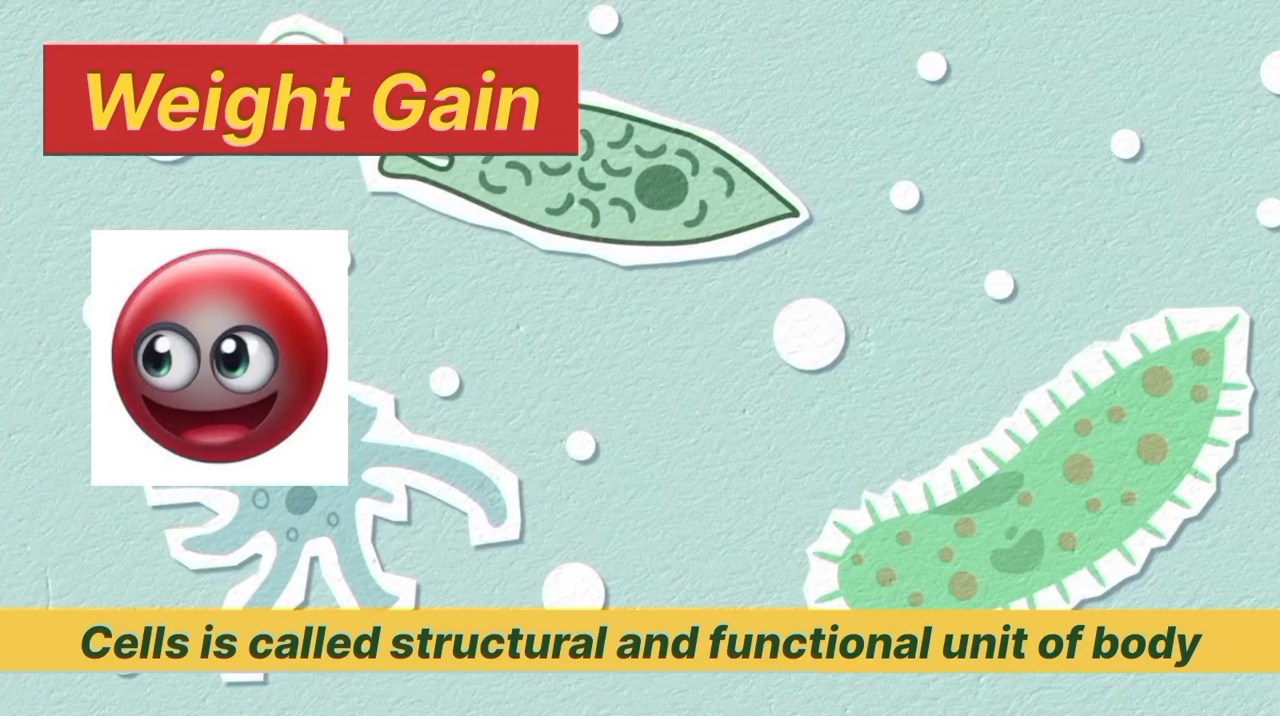 Weight Gain
Cells is called structural and functional unit of body